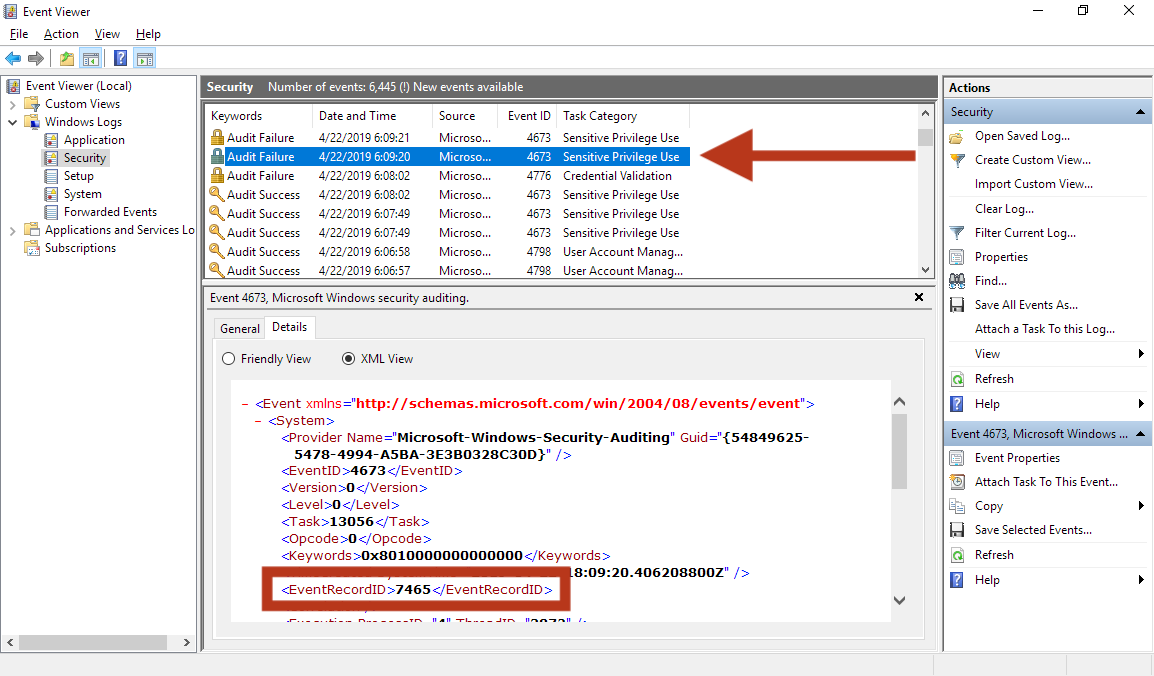 Event Viewer
File Action View Help
Event Viewer (Local)
Custom Views
Windows Logs
Application
Security
Setup
System
Forwarded Events
Applications and Services Lo
Subscriptions
Security Number of events: 6,445 (!) New events available
Keywords Date and Time Source Event ID Task Category
Audit Failure 4/22/2019 6:09:21 Microso... 4673 Sensitive Privilege Use
Audit Failure 4/22/2019 6:09:20 Microso... 4673 Sensitive Privilege Use
Audit Failure 4/22/2019 6:08:02 Microso... 4776 Credential Validation
Audit Success 4/22/2019 6:08:02 Microso... 4673 Sensitive Privilege Use
Audit Success 4/22/2019 6:07:49 Microso... 4673 Sensitive Privilege Use
Audit Success 4/22/2019 6:07:49 Microso... 4673 Sensitive Privilege Use
Audit Success 4/22/2019 6:06:58 Microso... 4798 User Account Manag...
Audit Success 4/22/2019 6:06:57 Microso... 4798 User Account Manag...
Event 4673, Microsoft Windows security auditing.
General Details
Friendly View XML View
- <Event xmlns="http://schemas.microsoft.com/win/2004/08/events/event">
- <System>
<Provider Name="Microsoft-Windows-Security-Auditing" Guid="{54849625-
5478-4994-A5BA-3E3B0328C30D}" />
<EventID>4673</EventID>
<Version>0</Version>
<Level>0</Level>
<Task>13056</Task>
<Opcode>0</Opcode>
<Keywords>0x8010000000000000</Keywords>
18:09:20.406208800Z" />
<EventRecordID>7465</EventRecordID>
Actions
Security
Open Saved Log...
Create Custom View...
Import Custom View...
Clear Log...
Filter Current Log...
Properties
Find...
Save All Events As...
Attach a Task To this Log...
View
Refresh
Help
Event 4673, Microsoft Windows ...
Event Properties
Attach Task To This Event...
Copy
Save Selected Events...
Refresh
Help